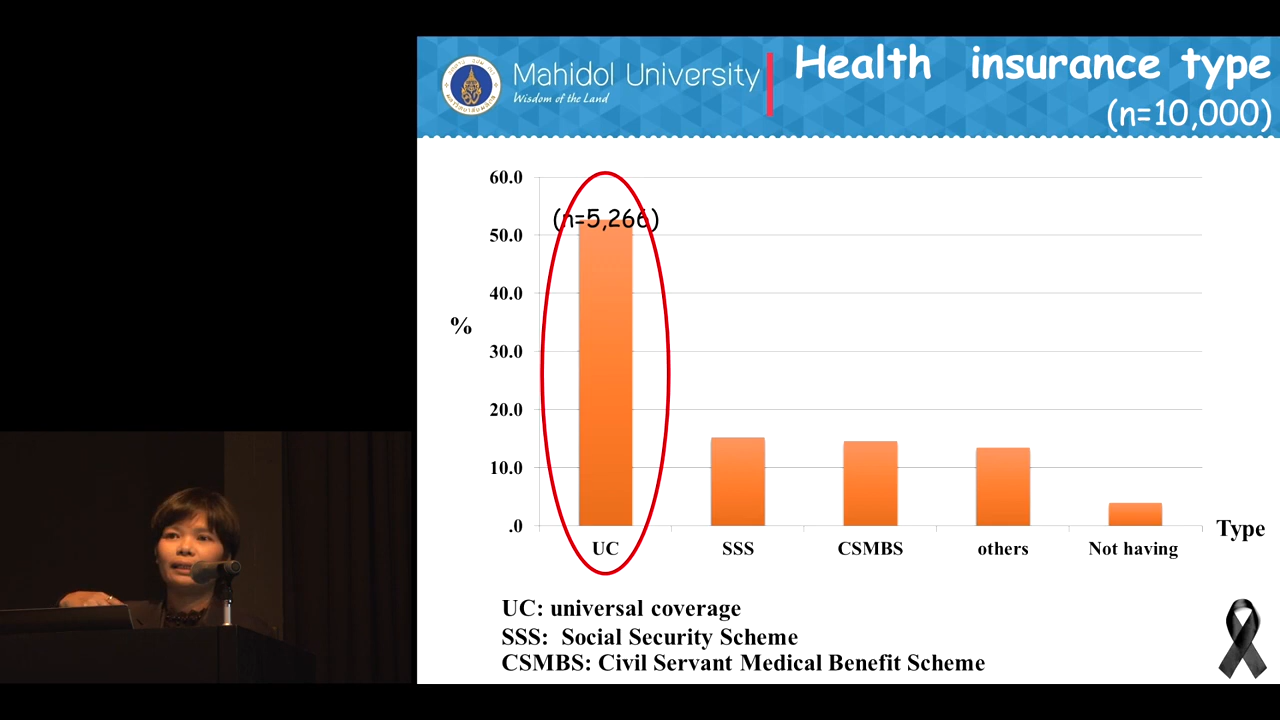 Mahidol University
Wisdom of the Land
Health insurance type
(n=10,000)
60.0
(n=5,266)
50.0
40.0
%
30.0
20.0
10.0
.0
Type
UC SSS CSMBS others Not having
UC: universal coverage
SSS: Social Security Scheme
CSMBS: Civil Servant Medical Benefit Scheme